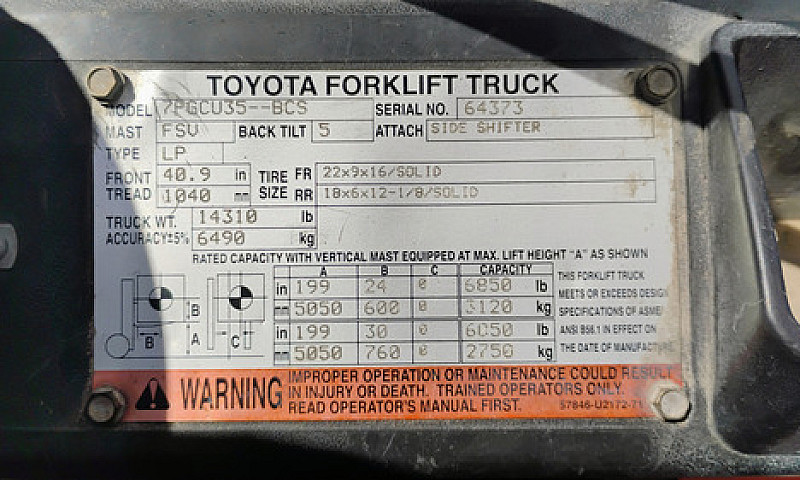 TOYOTA FORKLIFT TRUCK
MODEL 7PGCU35--BCS SERIAL NO. 64373
MAST FSV BACK TILT 5 ATTACH SIDE SHIFTER
TYPE LP
FRONT TREAD 40.9 in TIRE SIZE FR 22x9x16/SOLID
1040 mm RR 18x6x12-1/8/SOLID
TRUCK WT. 14310 lb
ACCURACY±5% 6490 kg
RATED CAPACITY WITH VERTICAL MAST EQUIPPED AT MAX. LIFT HEIGHT "A" AS SHOWN
A B C CAPACITY
in 199 24 0 6850 lb
mm 5050 600 0 3120 kg
in 199 30 0 6050 lb
mm 5050 760 0 2750 kg
B
A
"B" C
THIS FORKLIFT TRUCK
MEETS OR EXCEEDS DESIGN
SPECIFICATIONS OF ASME/
ANSI B56.1 IN EFFECT ON
THE DATE OF MANUFACTURE
WARNING
IMPROPER OPERATION OR MAINTENANCE COULD RESULT
IN INJURY OR DEATH. TRAINED OPERATORS ONLY.
READ OPERATOR'S MANUAL FIRST.
57846-U2172-71